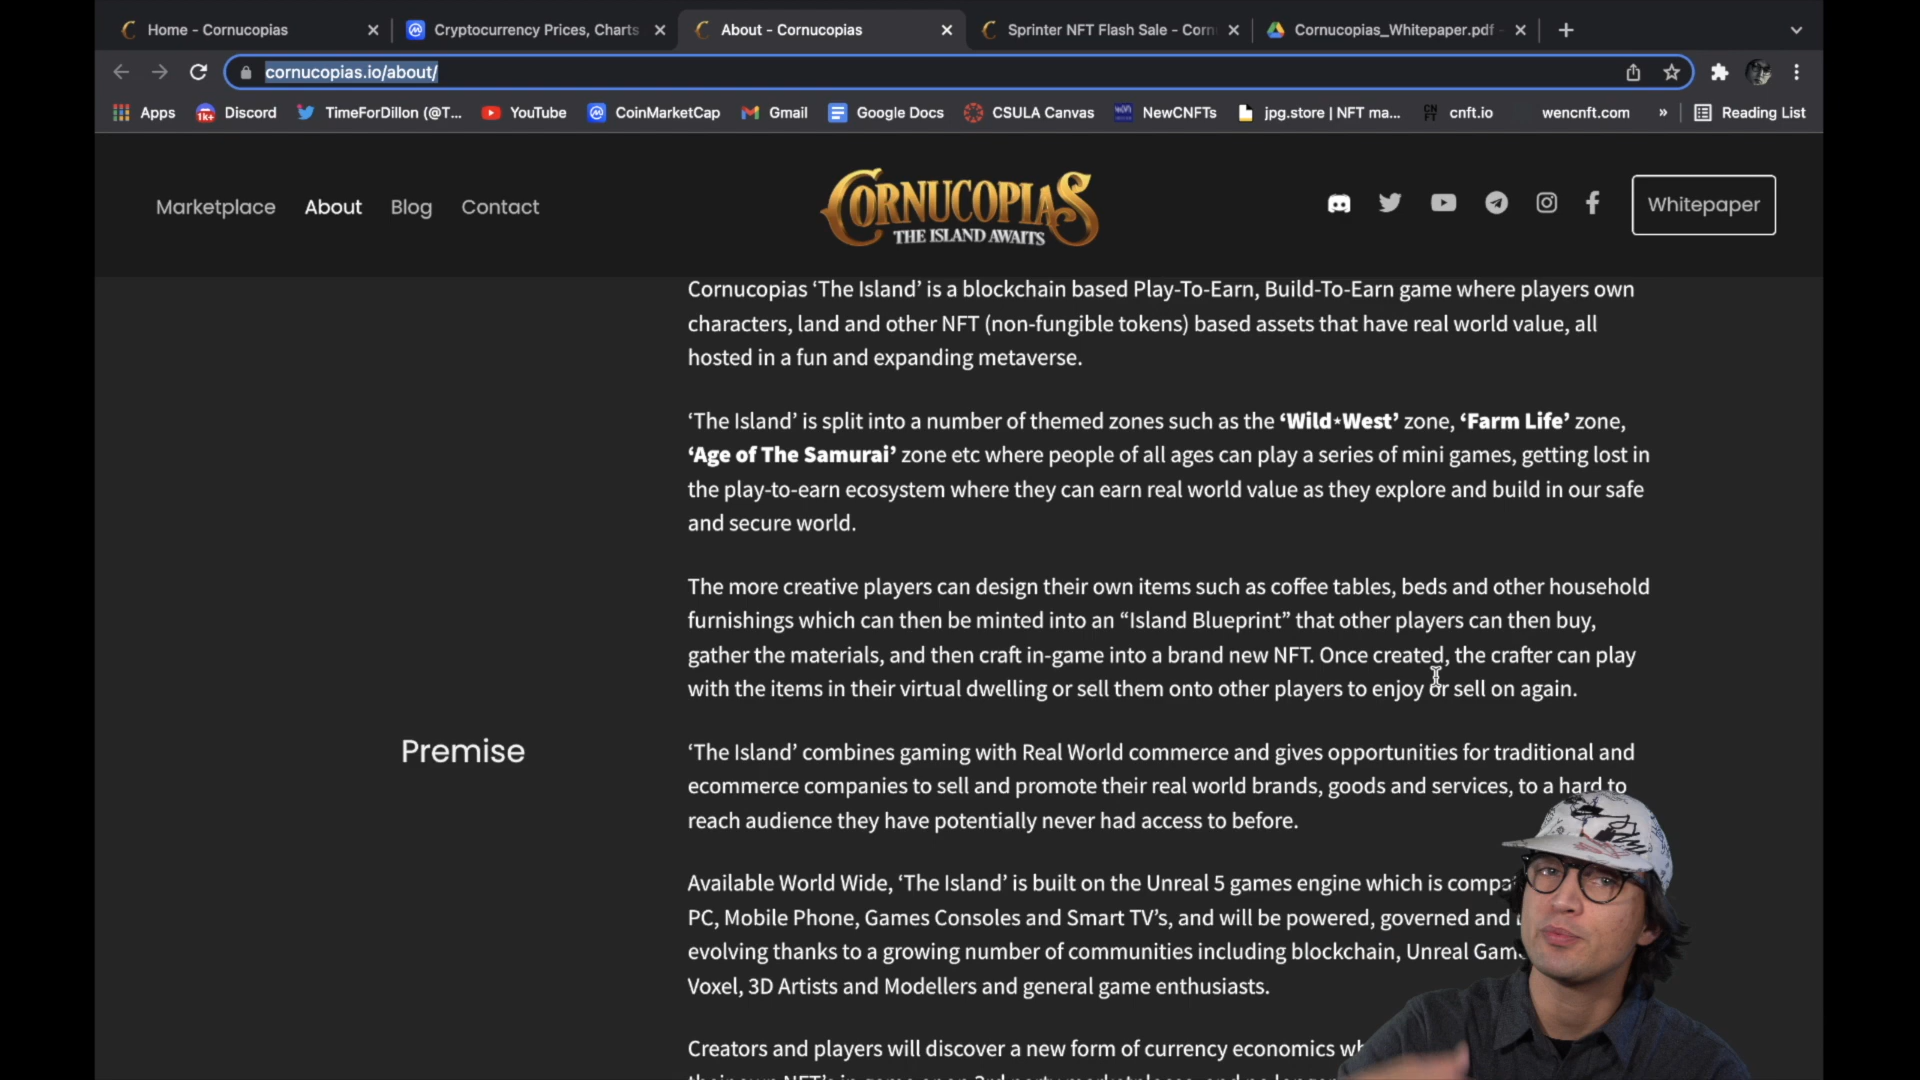 Home - Cornucopias
Cryptocurrency Prices, Charts
About - Cornucopias
Sprinter NFT Flash Sale - Corn
Cornucopias_Whitepaper.pdf -
cornucopias.io/about/
Apps
1k+
Discord
TimeForDillon (@T...
YouTube
CoinMarketCap
Gmail
Google Docs
CSULA Canvas
NewCNFTs
jpg.store | NFT ma...
CNFT
cnft.io
wencnft.com
»
Reading List
Marketplace
About
Blog
Contact
CORNUCOPIAS
THE ISLAND AWAITS
Whitepaper
Cornucopias ‘The Island’ is a blockchain based Play-To-Earn, Build-To-Earn game where players own
characters, land and other NFT (non-fungible tokens) based assets that have real world value, all
hosted in a fun and expanding metaverse.
‘The Island’ is split into a number of themed zones such as the ‘Wild⋆West’ zone, ‘Farm Life’ zone,
‘Age of The Samurai’ zone etc where people of all ages can play a series of mini games, getting lost in
the play-to-earn ecosystem where they can earn real world value as they explore and build in our safe
and secure world.
The more creative players can design their own items such as coffee tables, beds and other household
furnishings which can then be minted into an “Island Blueprint” that other players can then buy,
gather the materials, and then craft in-game into a brand new NFT. Once created, the crafter can play
with the items in their virtual dwelling or sell them onto other players to enjoy or sell on again.
Premise
‘The Island’ combines gaming with Real World commerce and gives opportunities for traditional and
ecommerce companies to sell and promote their real world brands, goods and services, to a hard to
reach audience they have potentially never had access to before.
Available World Wide, ‘The Island’ is built on the Unreal 5 games engine which is compa
PC, Mobile Phone, Games Consoles and Smart TV’s, and will be powered, governed and
evolving thanks to a growing number of communities including blockchain, Unreal Gam
Voxel, 3D Artists and Modellers and general game enthusiasts.
Creators and players will discover a new form of currency economics wh